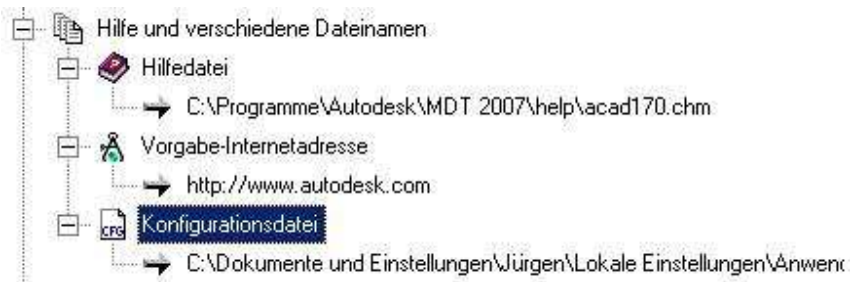 Hilfe und verschiedene Dateinamen
Hilfedatei
C:\Programme\Autodesk\MDT 2007\help\acad170.chm
Vorgabe-Internetadresse
http://www.autodesk.com
CFG Konfigurationsdatei
C:\Dokumente und Einstellungen\Jürgen\Lokale Einstellungen\Anwend